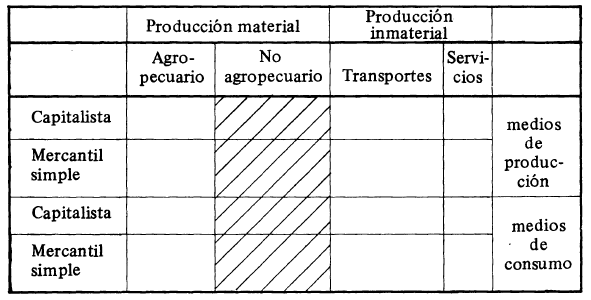 Producción material
Producción
inmaterial
Agro-
pecuario
No
agropecuario
Transportes
Servi-
cios
Capitalista
Mercantil
simple
medios
de
produc-
ción
Capitalista
Mercantil
simple
medios
de
consumo